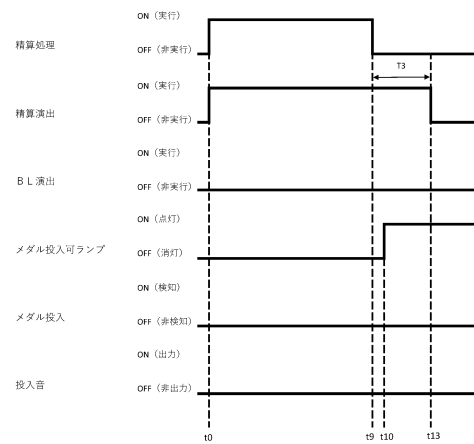 ON（実行）
精算処理
OFF（非実行）
T3
ON（実行）
精算演出
OFF（非実行）
ON（実行）
ＢＬ演出
OFF（非実行）
ON（点灯）
メダル投入可ランプ
OFF（消灯）
ON（検知）
メダル投入
OFF（非検知）
ON（出力）
投入音
OFF（非出力）
t0 t9 t10 t13